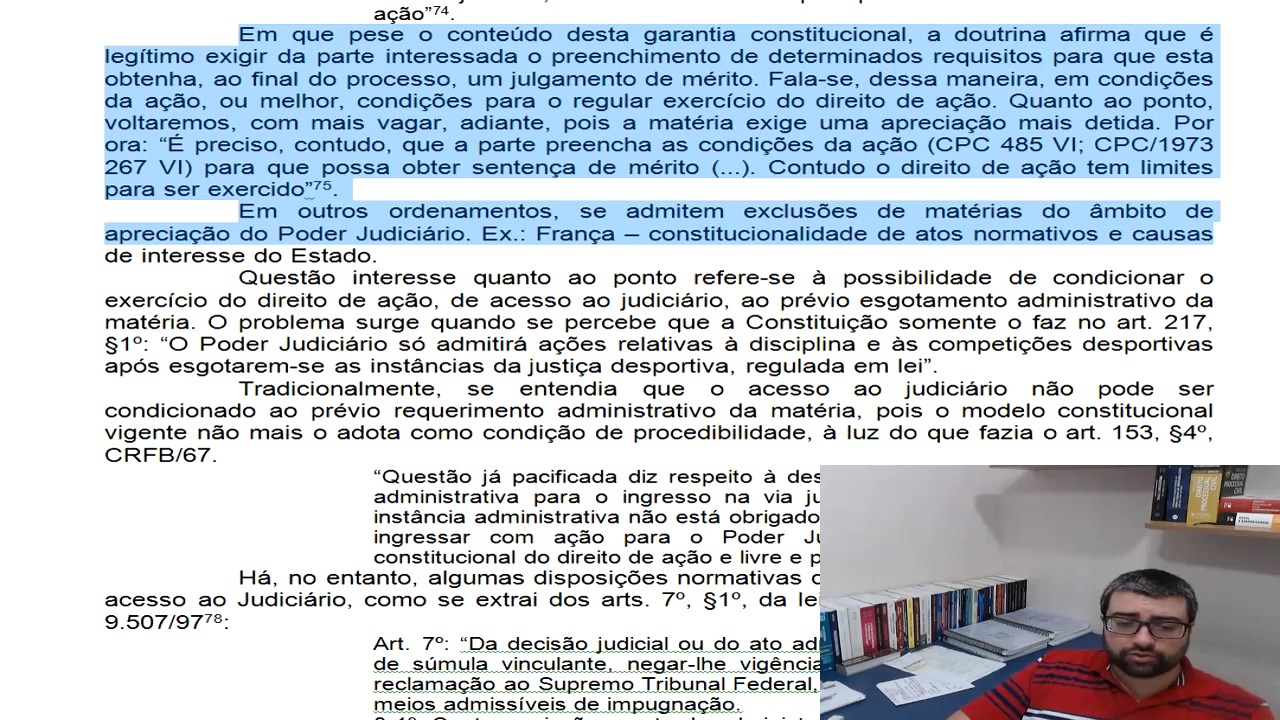 ação”⁷⁴.
Em que pese o conteúdo desta garantia constitucional, a doutrina afirma que é
legítimo exigir da parte interessada o preenchimento de determinados requisitos para que esta
obtenha, ao final do processo, um julgamento de mérito. Fala-se, dessa maneira, em condições
da ação, ou melhor, condições para o regular exercício do direito de ação. Quanto ao ponto,
voltaremos, com mais vagar, adiante, pois a matéria exige uma apreciação mais detida. Por
ora: “É preciso, contudo, que a parte preencha as condições da ação (CPC 485 VI; CPC/1973
267 VI) para que possa obter sentença de mérito (...). Contudo o direito de ação tem limites
para ser exercido”⁷⁵.
Em outros ordenamentos, se admitem exclusões de matérias do âmbito de
apreciação do Poder Judiciário. Ex.: França – constitucionalidade de atos normativos e causas
de interesse do Estado.
Questão interesse quanto ao ponto refere-se à possibilidade de condicionar o
exercício do direito de ação, de acesso ao judiciário, ao prévio esgotamento administrativo da
matéria. O problema surge quando se percebe que a Constituição somente o faz no art. 217,
§1º: “O Poder Judiciário só admitirá ações relativas à disciplina e às competições desportivas
após esgotarem-se as instâncias da justiça desportiva, regulada em lei”.
Tradicionalmente, se entendia que o acesso ao judiciário não pode ser
condicionado ao prévio requerimento administrativo da matéria, pois o modelo constitucional
vigente não mais o adota como condição de procedibilidade, à luz do que fazia o art. 153, §4º,
CRFB/67.
“Questão já pacificada diz respeito à des
administrativa para o ingresso na via ju
instância administrativa não está obrigado
ingressar com ação para o Poder Ju
constitucional do direito de ação e livre e p
Há, no entanto, algumas disposições normativas
acesso ao Judiciário, como se extrai dos arts. 7º, §1º, da le
9.507/97⁷⁸:
Art. 7º: “Da decisão judicial ou do ato ad
de súmula vinculante, negar-lhe vigência
reclamação ao Supremo Tribunal Federal,
meios admissíveis de impugnação.
DIREITO
PROCESSUAL
CIVIL